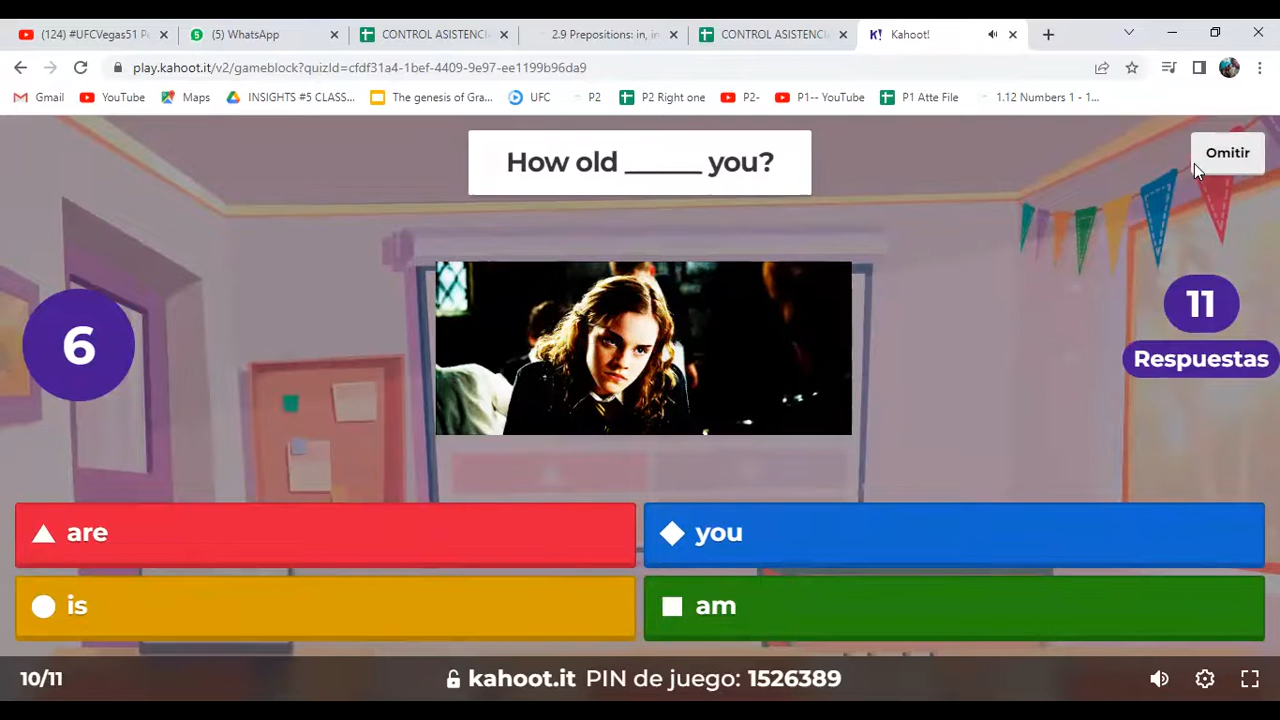 (124) #UFCVegas51 P
(5) WhatsApp
CONTROL ASISTENCI
2.9 Prepositions: in, in
CONTROL ASISTENCI
K! Kahoot!
play.kahoot.it/v2/gameblock?quizId=cfdf31a4-1bef-4409-9e97-ee1199b96da9
Gmail
YouTube
Maps
INSIGHTS #5 CLASS...
The genesis of Gra...
UFC
P2
P2 Right one
P2-
P1-- YouTube
P1 Atte File
1.12 Numbers 1 - 1...
How old ______ you?
Omitir
6
11
Respuestas
are
you
is
am
10/11
kahoot.it PIN de juego: 1526389